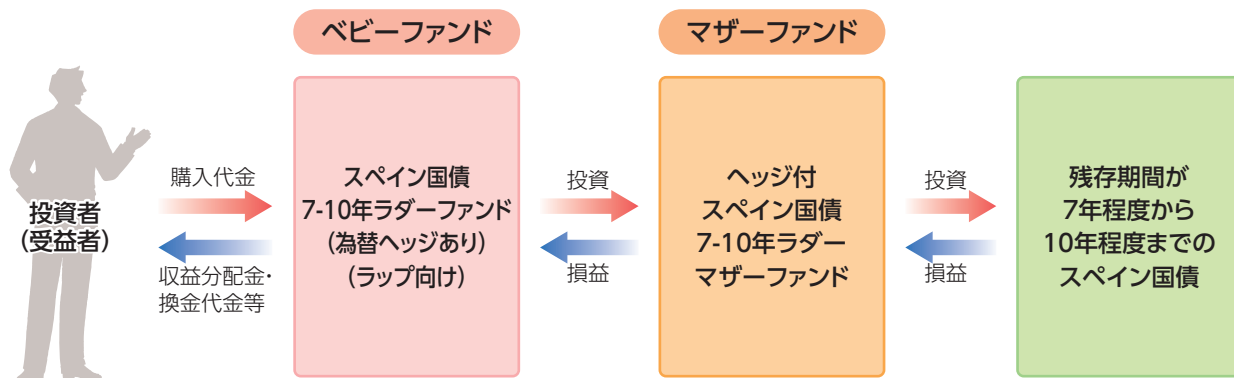 ベビーファンド
マザーファンド
投資者
(受益者)
購入代金
収益分配金・
換金代金等
スペイン国債
7-10年ラダーファンド
(為替ヘッジあり)
(ラップ向け)
投資
損益
ヘッジ付
スペイン国債
7-10年ラダー
マザーファンド
投資
損益
残存期間が
7年程度から
10年程度までの
スペイン国債